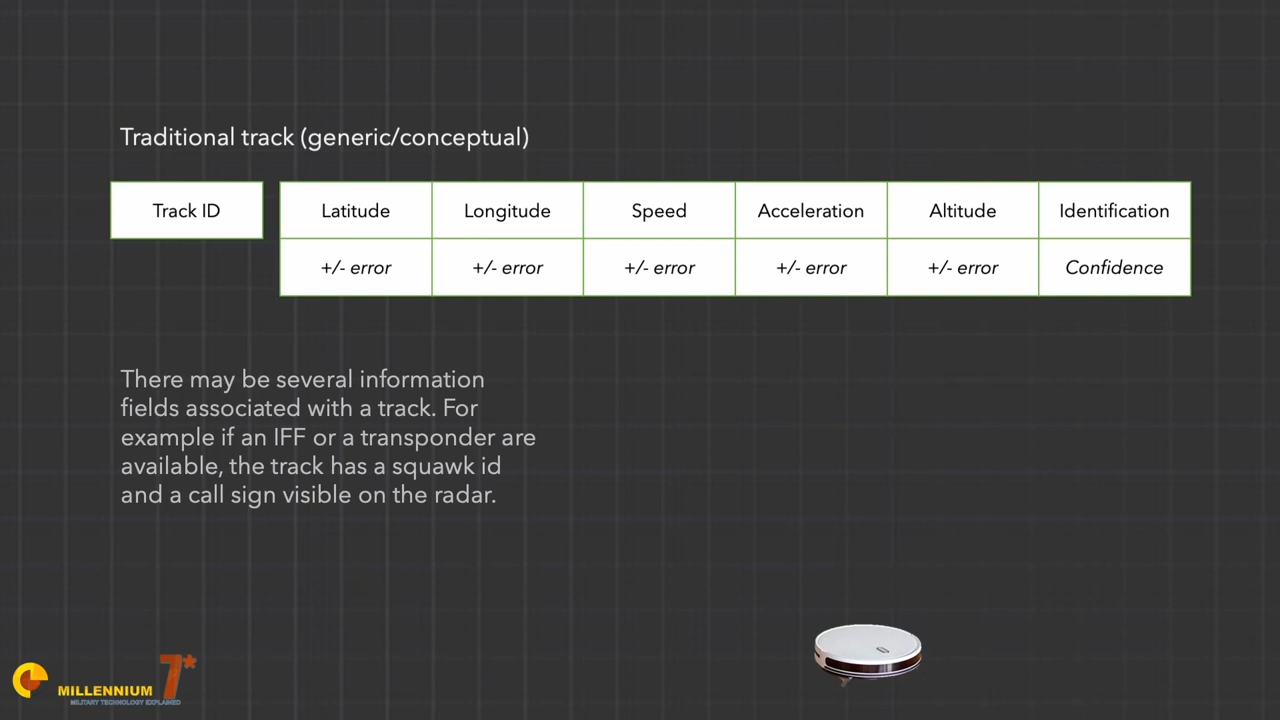 Traditional track (generic/conceptual)
Track ID Latitude Longitude Speed Acceleration Altitude Identification
+/- error +/- error +/- error +/- error +/- error Confidence
There may be several information
fields associated with a track. For
example if an IFF or a transponder are
available, the track has a squawk id
and a call sign visible on the radar.
7*
MILLENNIUM
MILITARY TECHNOLOGY EXPLAINED